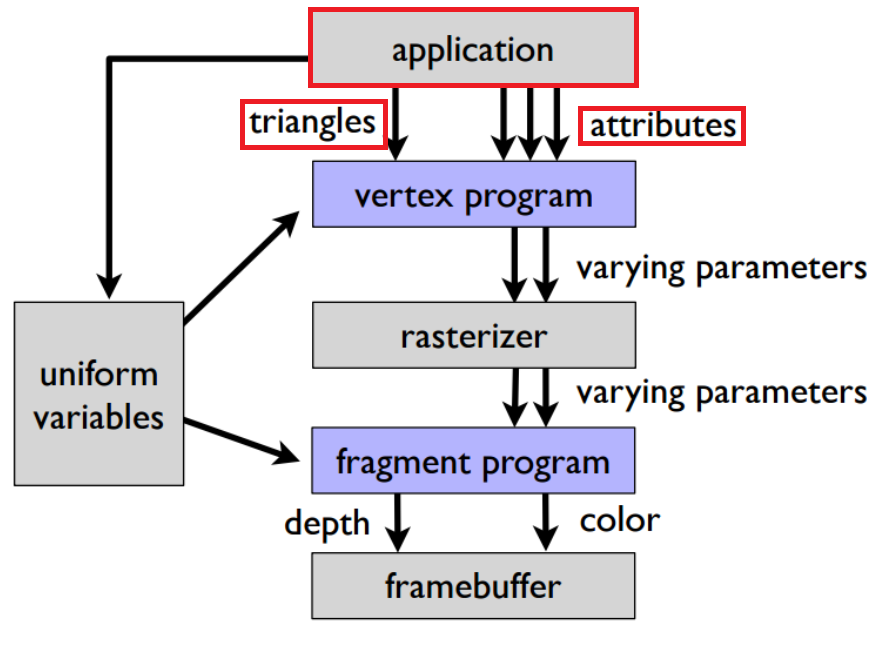 application
triangles
attributes
vertex program
varying parameters
rasterizer
uniform
variables
varying parameters
fragment program
depth
color
framebuffer